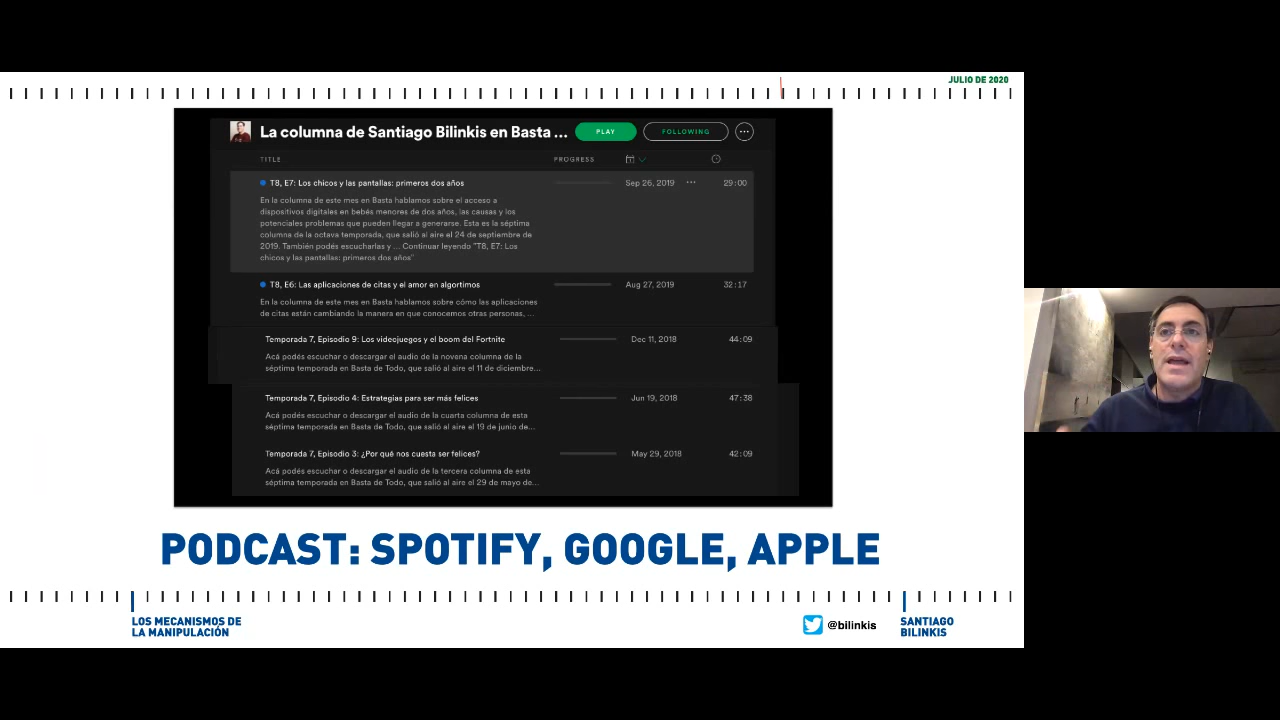 JULIO DE 2020
La columna de Santiago Bilinkis en Basta ...
PLAY
FOLLOWING
TITLE
PROGRESS
T8, E7: Los chicos y las pantallas: primeros dos años
Sep 26, 2019
29:00
En la columna de este mes en Basta hablamos sobre el acceso a
dispositivos digitales en bebés menores de dos años, las causas y los
potenciales problemas que pueden llegar a generarse. Esta es la séptima
columna de la octava temporada, que salió al aire el 24 de septiembre de
2019. También podés escucharlas y ... Continuar leyendo "T8, E7: Los
chicos y las pantallas: primeros dos años"
T8, E6: Las aplicaciones de citas y el amor en algortimos
Aug 27, 2019
32:17
En la columna de este mes en Basta hablamos sobre cómo las aplicaciones
de citas están cambiando la manera en que conocemos otras personas, ...
Temporada 7, Episodio 9: Los videojuegos y el boom del Fortnite
Dec 11, 2018
44:09
Acá podés escuchar o descargar el audio de la novena columna de la
séptima temporada en Basta de Todo, que salió al aire el 11 de diciembre...
Temporada 7, Episodio 4: Estrategias para ser más felices
Jun 19, 2018
47:38
Acá podés escuchar o descargar el audio de la cuarta columna de esta
séptima temporada en Basta de Todo, que salió al aire el 19 de junio de...
Temporada 7, Episodio 3: ¿Por qué nos cuesta ser felices?
May 29, 2018
42:09
Acá podés escuchar o descargar el audio de la tercera columna de esta
séptima temporada en Basta de Todo, que salió al aire el 29 de mayo de...
PODCAST: SPOTIFY, GOOGLE, APPLE
LOS MECANISMOS DE
LA MANIPULACIÓN
@bilinkis
SANTIAGO
BILINKIS